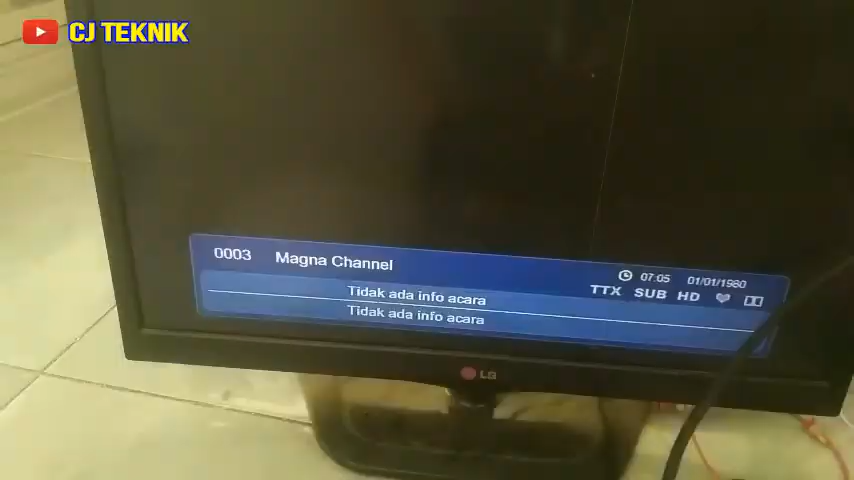 CJ TEKNIK
0003 Magna Channel
07:05 01/01/1980
TTX SUB HD
Tidak ada info acara
Tidak ada info acara
LG